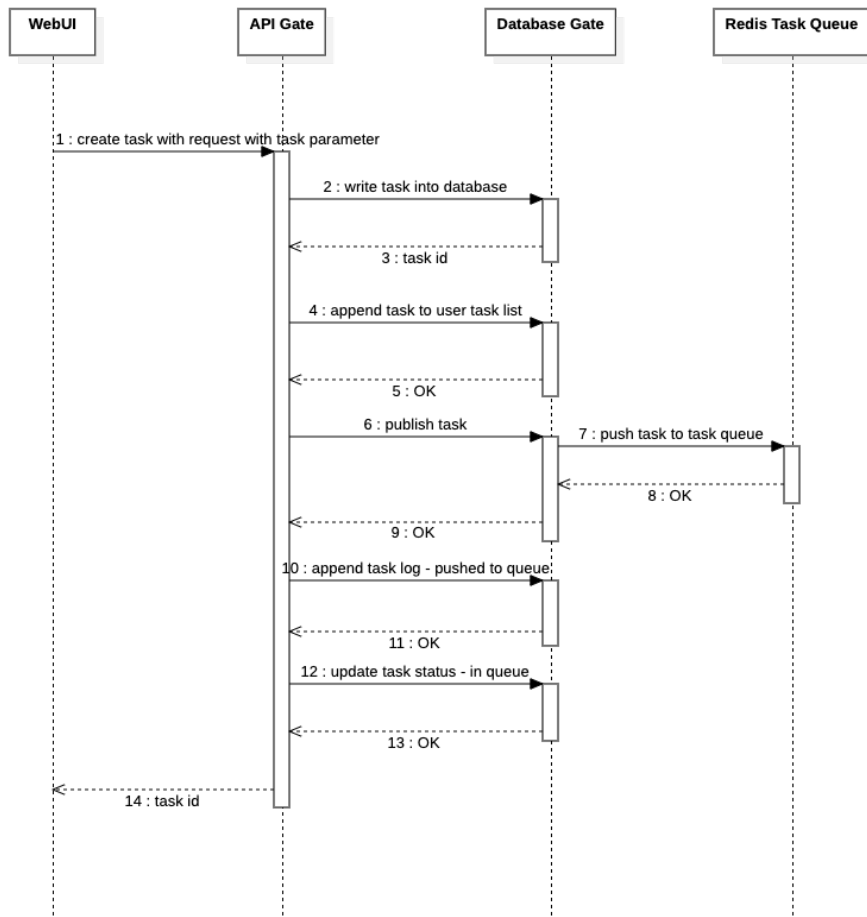 WebUI
API Gate
Database Gate
Redis Task Queue
1 : create task with request with task parameter
2 : write task into database
3 : task id
4 : append task to user task list
5 : OK
6 : publish task
7 : push task to task queue
8 : OK
9 : OK
10 : append task log - pushed to queue
11 : OK
12 : update task status - in queue
13 : OK
14 : task id